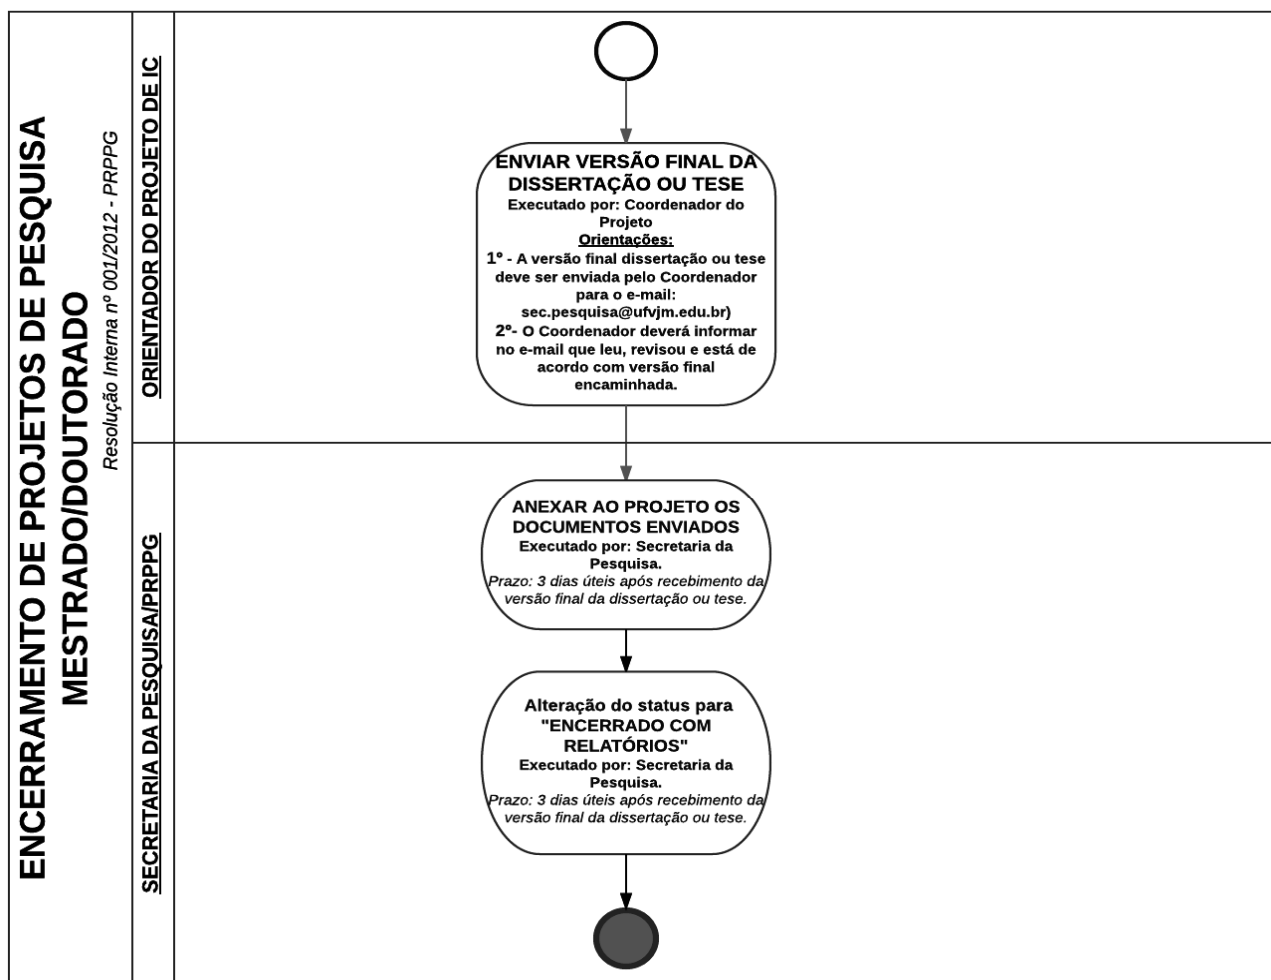 ENCERRAMENTO DE PROJETOS DE PESQUISA
MESTRADO/DOUTORADO
Resolução Interna nº 001/2012 - PRPPG
ORIENTADOR DO PROJETO DE IC
ENVIAR VERSÃO FINAL DA
DISSERTAÇÃO OU TESE
Executado por: Coordenador do
Projeto
Orientações:
1º - A versão final dissertação ou tese
deve ser enviada pelo Coordenador
para o e-mail:
sec.pesquisa@ufvjm.edu.br)
2º- O Coordenador deverá informar
no e-mail que leu, revisou e está de
acordo com versão final
encaminhada.
SECRETARIA DA PESQUISA/PRPPG
ANEXAR AO PROJETO OS
DOCUMENTOS ENVIADOS
Executado por: Secretaria da
Pesquisa.
Prazo: 3 dias úteis após recebimento da
versão final da dissertação ou tese.
Alteração do status para
"ENCERRADO COM
RELATÓRIOS"
Executado por: Secretaria da
Pesquisa.
Prazo: 3 dias úteis após recebimento da
versão final da dissertação ou tese.